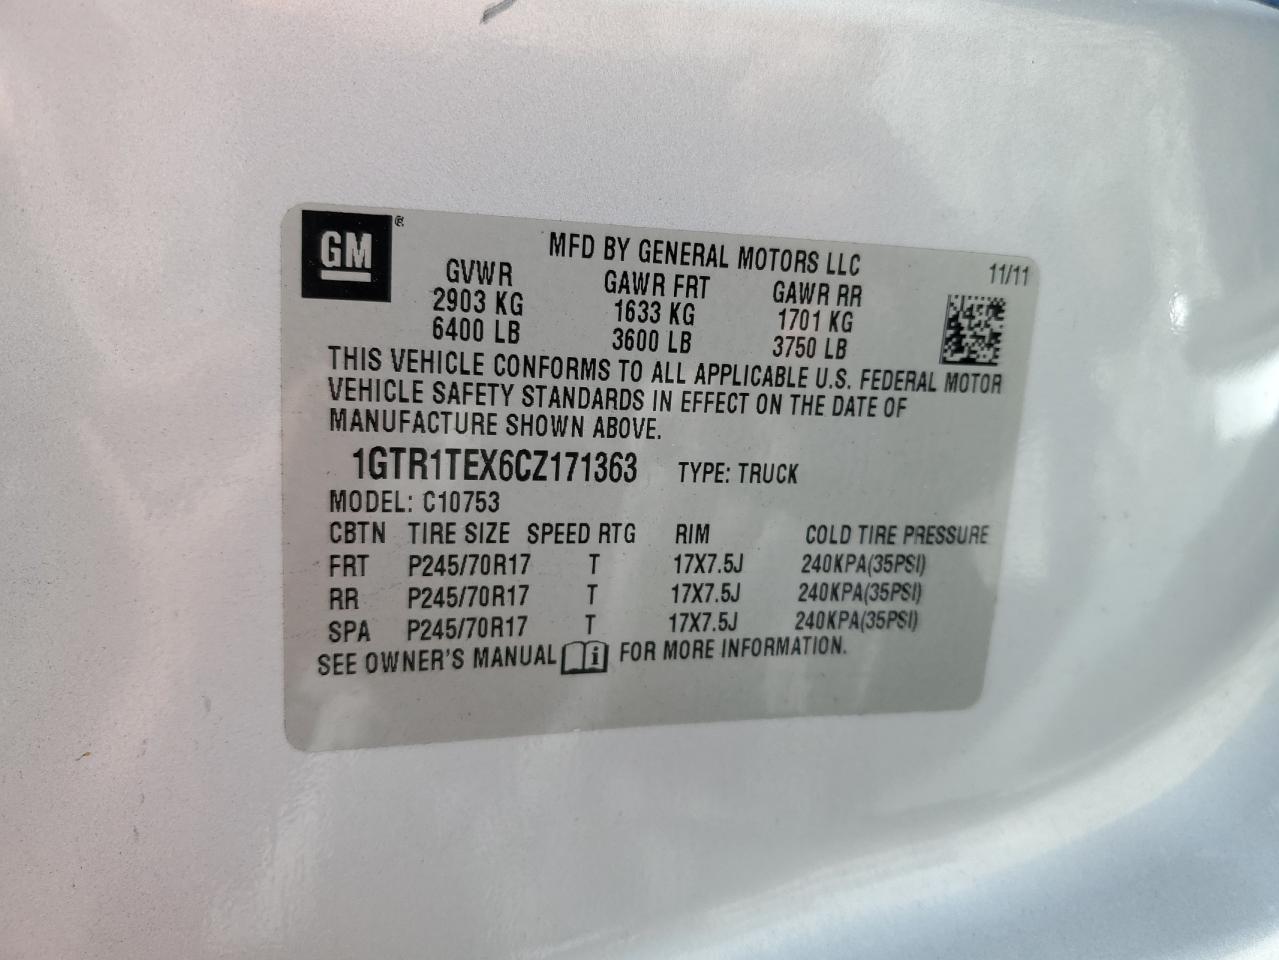 GM ®
MFD BY GENERAL MOTORS LLC 11/11
GVWR GAWR FRT GAWR RR
2903 KG 1633 KG 1701 KG
6400 LB 3600 LB 3750 LB
THIS VEHICLE CONFORMS TO ALL APPLICABLE U.S. FEDERAL MOTOR
VEHICLE SAFETY STANDARDS IN EFFECT ON THE DATE OF
MANUFACTURE SHOWN ABOVE.
1GTR1TEX6CZ171363 TYPE: TRUCK
MODEL: C10753
CBTN TIRE SIZE SPEED RTG RIM COLD TIRE PRESSURE
FRT P245/70R17 T 17X7.5J 240KPA(35PSI)
RR P245/70R17 T 17X7.5J 240KPA(35PSI)
SPA P245/70R17 T 17X7.5J 240KPA(35PSI)
SEE OWNER'S MANUAL i FOR MORE INFORMATION.